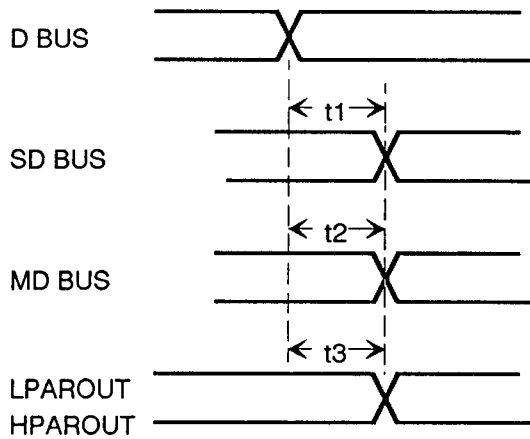 D BUS
t1
SD BUS
t2
MD BUS
t3
LPAROUT
HPAROUT